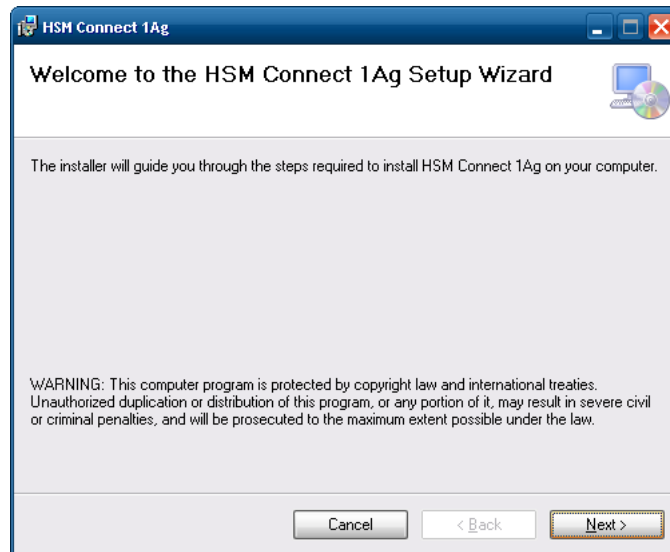 HSM Connect 1Ag
Welcome to the HSM Connect 1Ag Setup Wizard
The installer will guide you through the steps required to install HSM Connect 1Ag on your computer.
WARNING: This computer program is protected by copyright law and international treaties.
Unauthorized duplication or distribution of this program, or any portion of it, may result in severe civil
or criminal penalties, and will be prosecuted to the maximum extent possible under the law.
Cancel
< Back
Next >